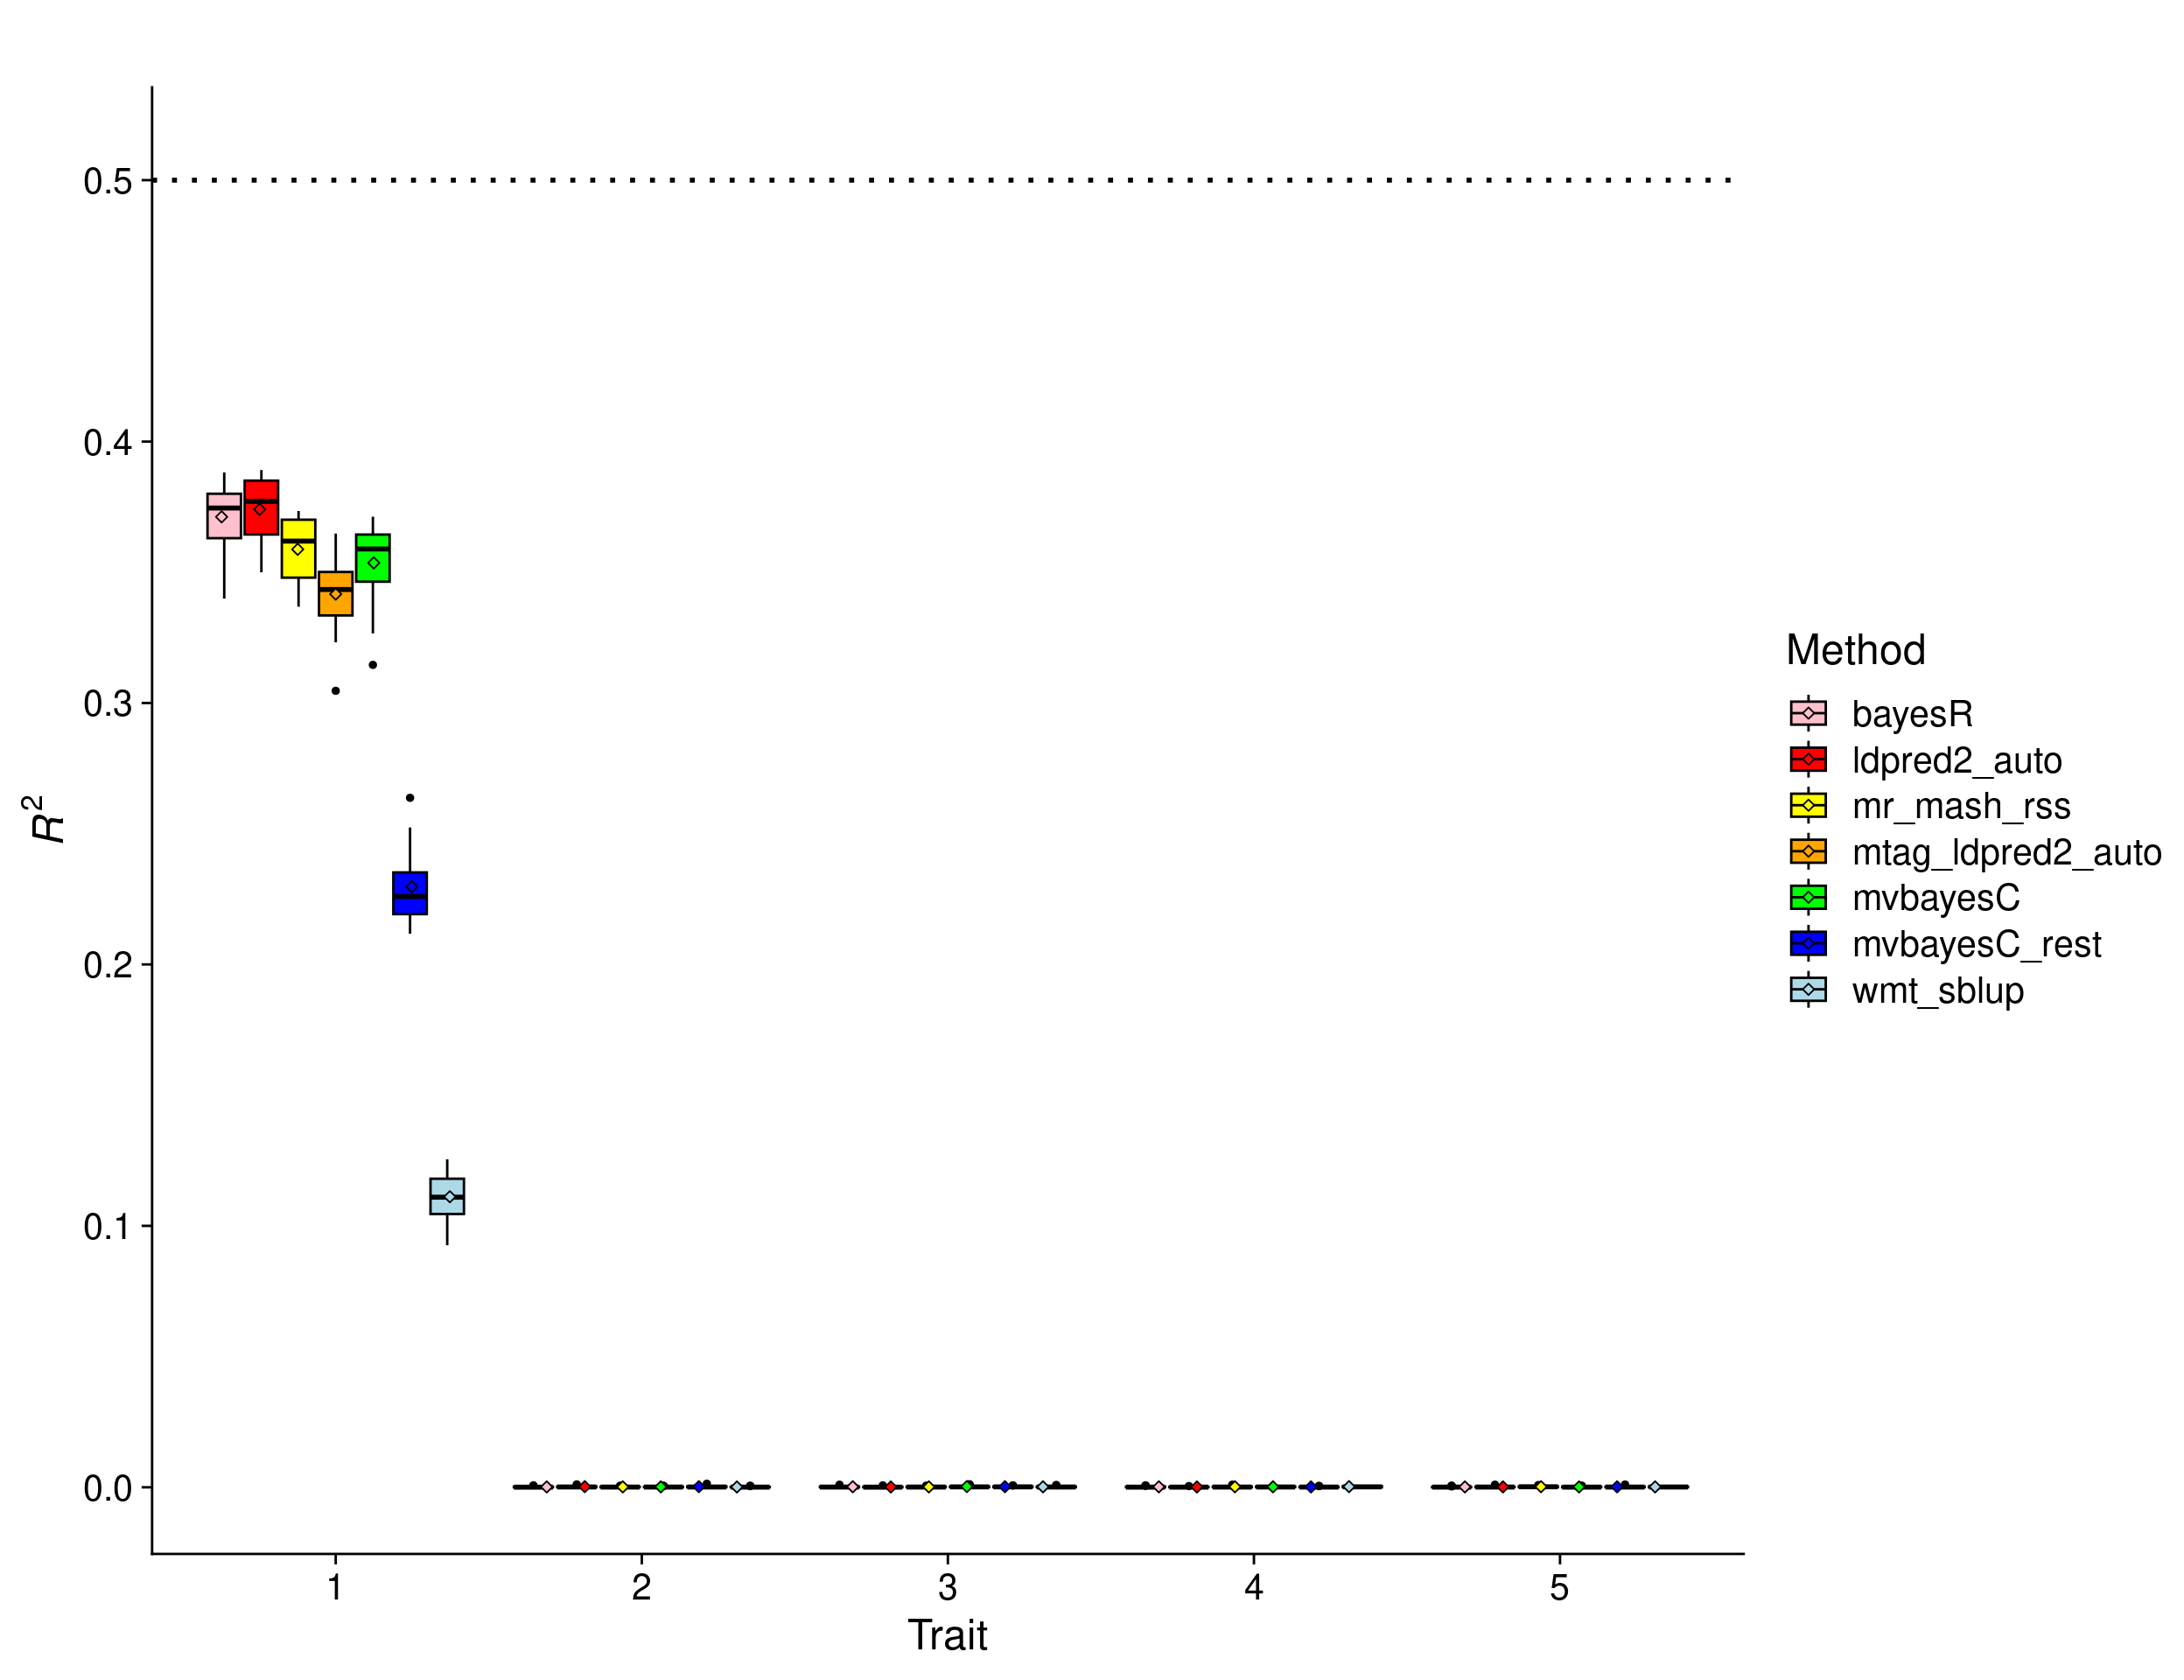 0.5
0.4
0.3
0.2
0.1
0.0
R²
1 2 3 4 5
Trait
Method
bayesR
ldpred2_auto
mr_mash_rss
mtag_ldpred2_auto
mvbayesC
mvbayesC_rest
wmt_sblup